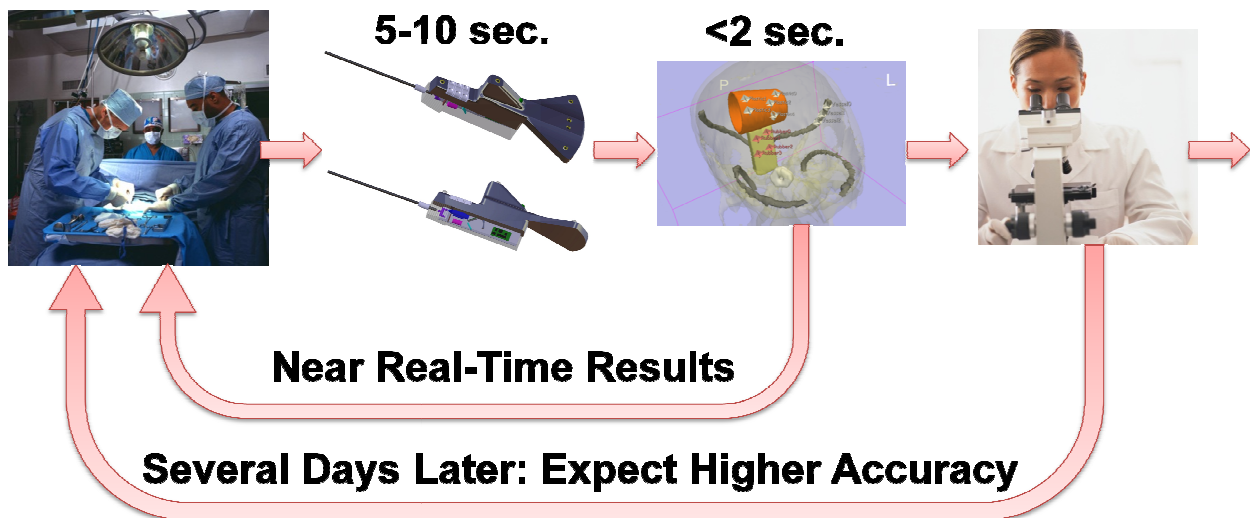 5-10 sec.
<2 sec.
P
L
Near Real-Time Results
Several Days Later: Expect Higher Accuracy